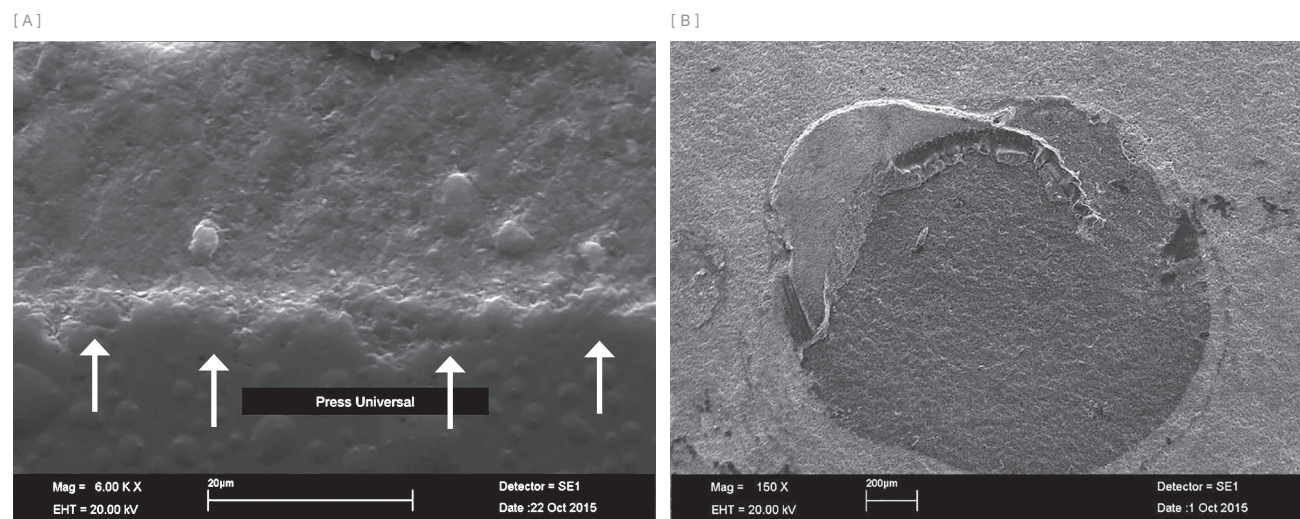 [ A ]
[ B ]
Press Universal
Mag = 6.00 K X
20µm
Detector = SE1
EHT = 20.00 kV
Date :22 Oct 2015
Mag = 150 X
200µm
Detector = SE1
EHT = 20.00 kV
Date :1 Oct 2015